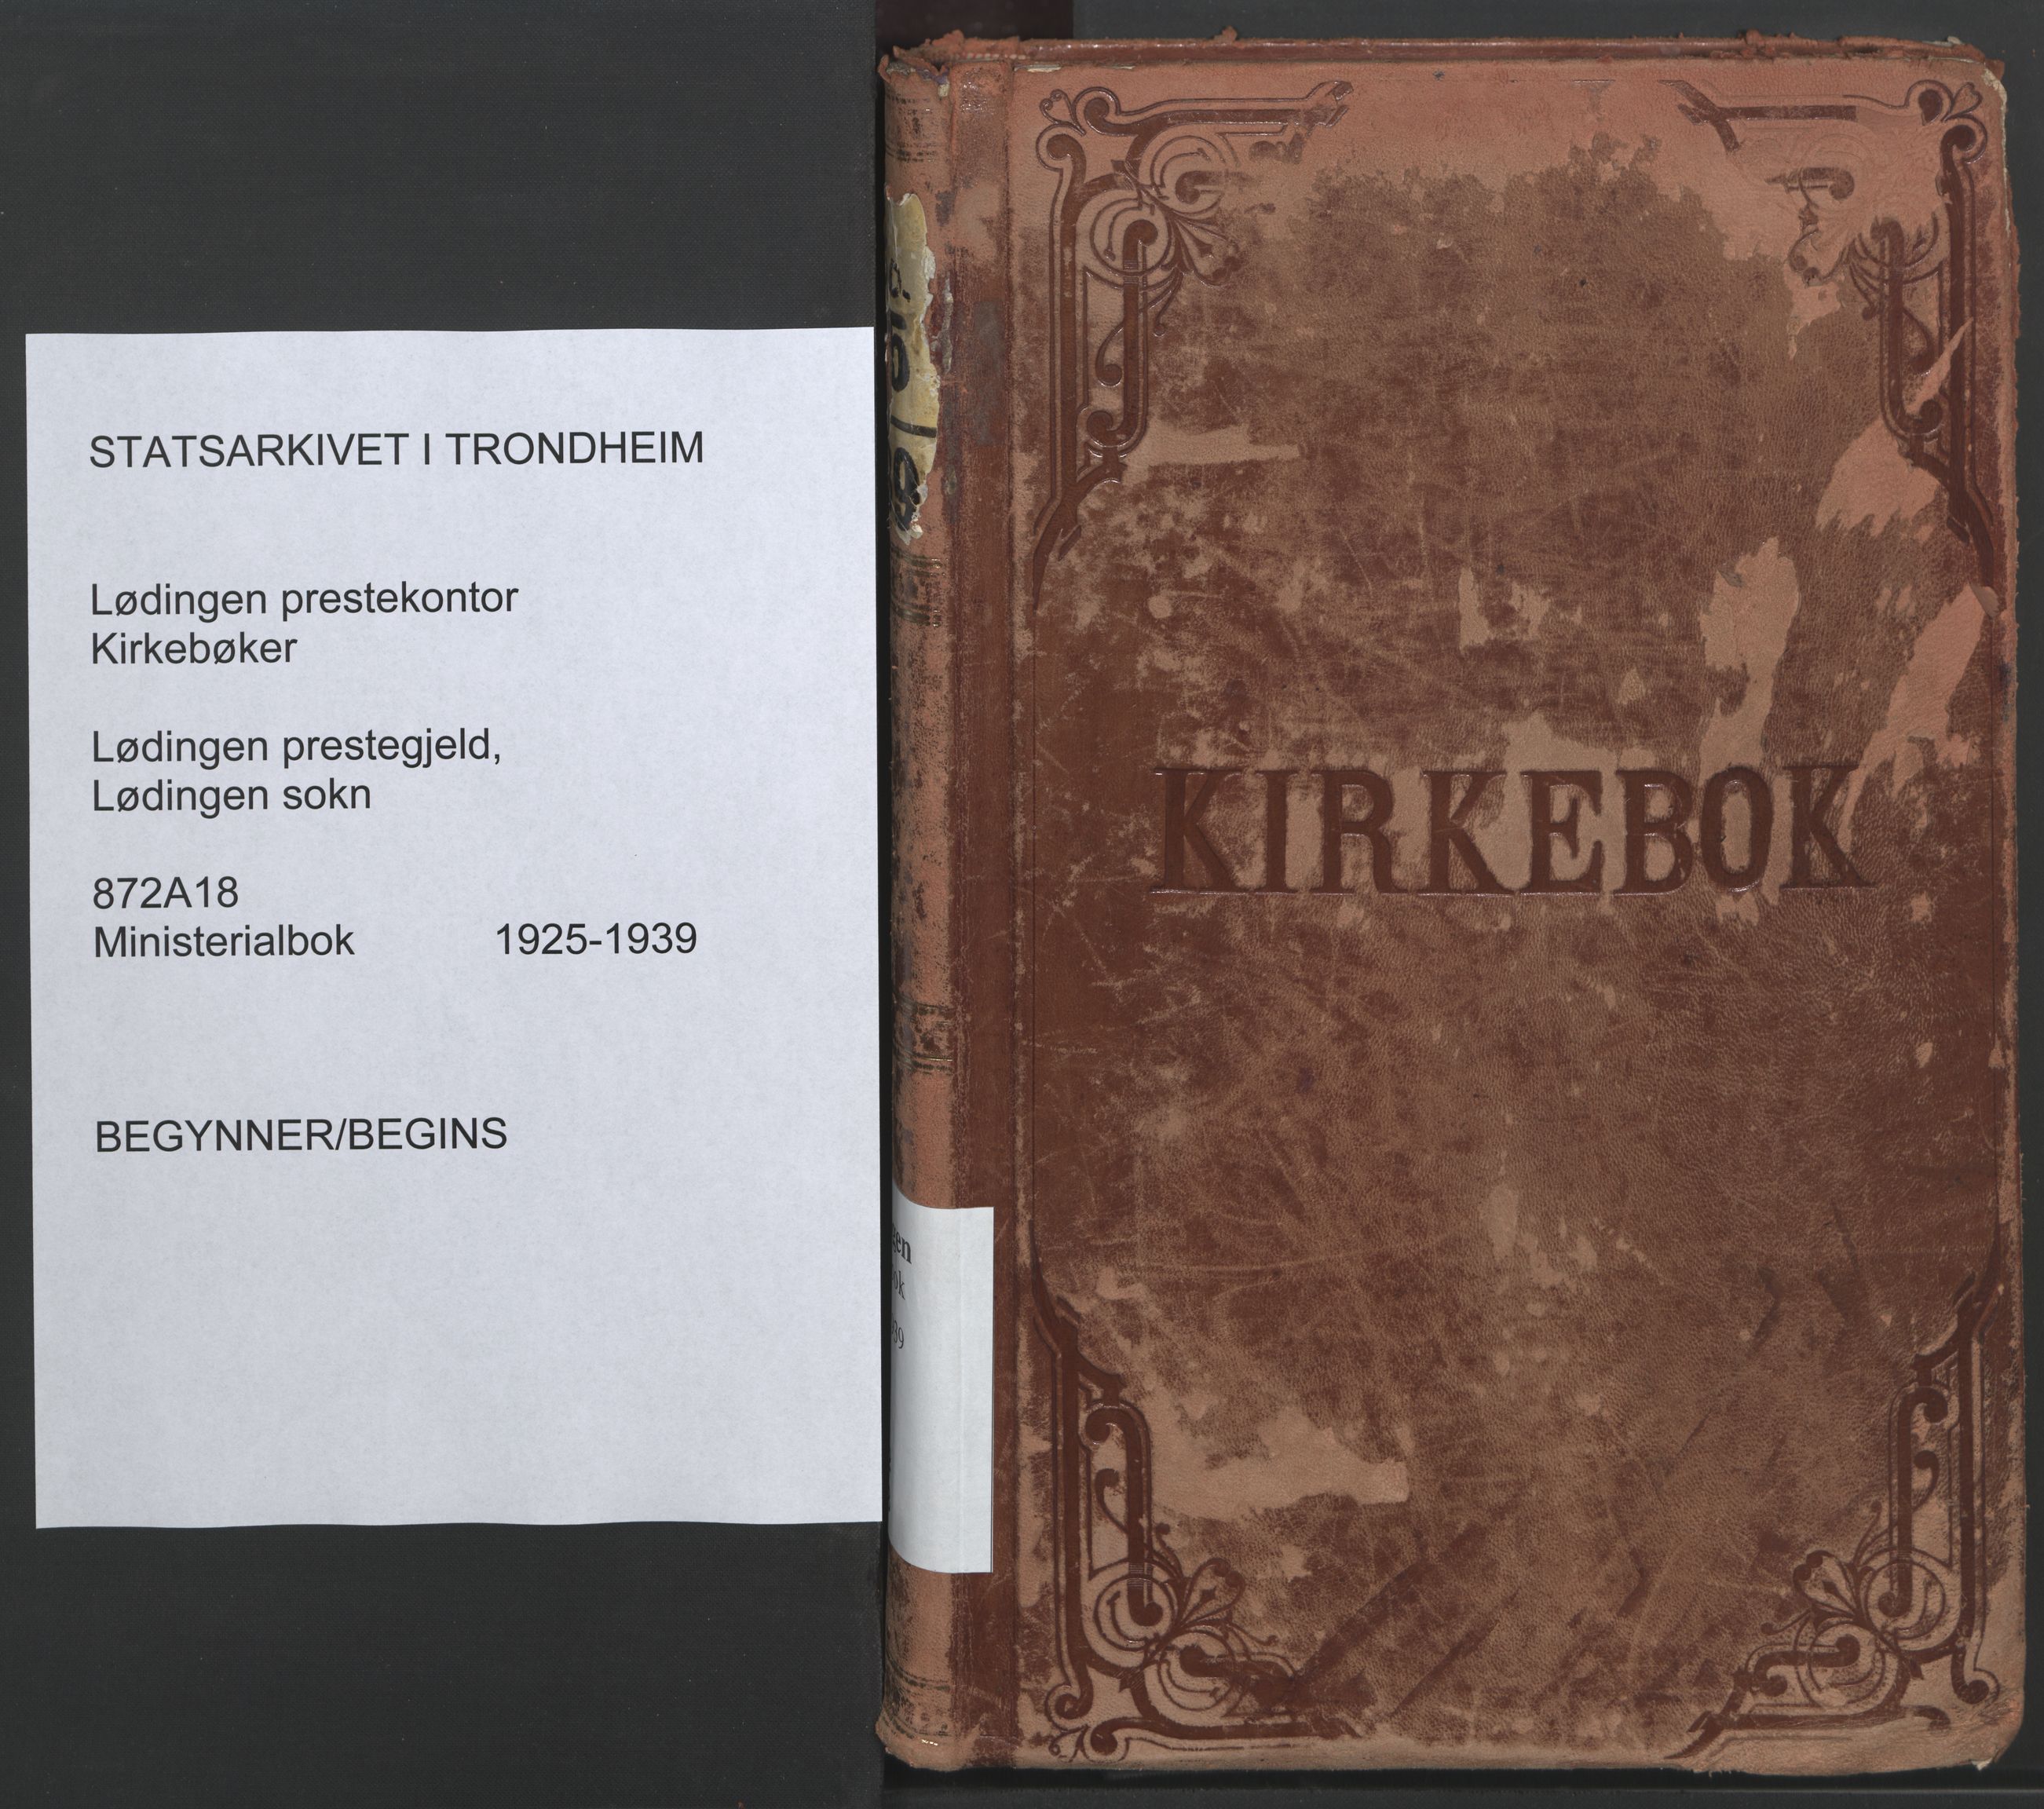 STATSARKIVET I TRONDHEIM
Lødingen prestekontor
Kirkebøker
Lødingen prestegjeld,
Lødingen sokn
872A18
Ministerialbok 1925-1939
BEGYNNER/BEGINS
KIRKEBOK